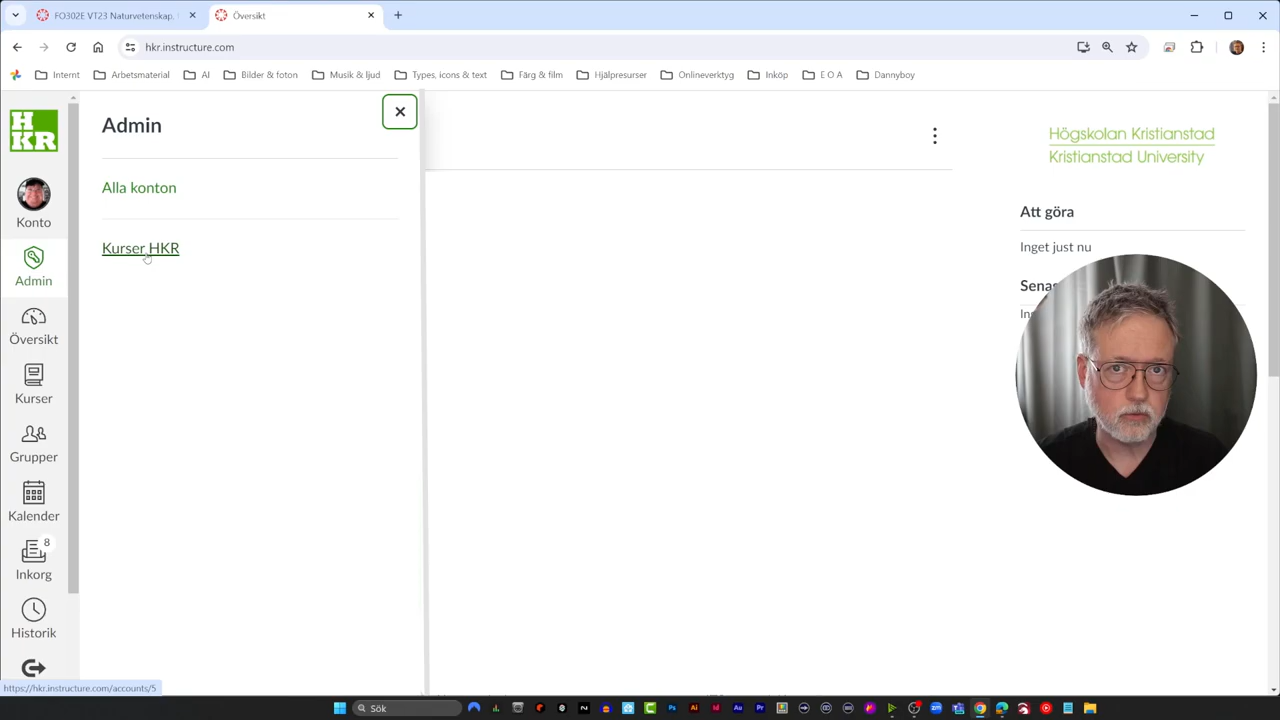 FO302E VT23 Naturvetenskap,
Översikt
hkr.instructure.com
Internt
Arbetsmaterial
AI
Bilder & foton
Musik & ljud
Types, icons & text
Färg & film
Hjälpresurser
Onlineverktyg
Inköp
E O A
Dannyboy
H
KR
Konto
Admin
Översikt
Kurser
Grupper
Kalender
8
Inkorg
Historik
Admin
Alla konton
Kurser HKR
Högskolan Kristianstad
Kristianstad University
Att göra
Inget just nu
https://hkr.instructure.com/accounts/5
Sök